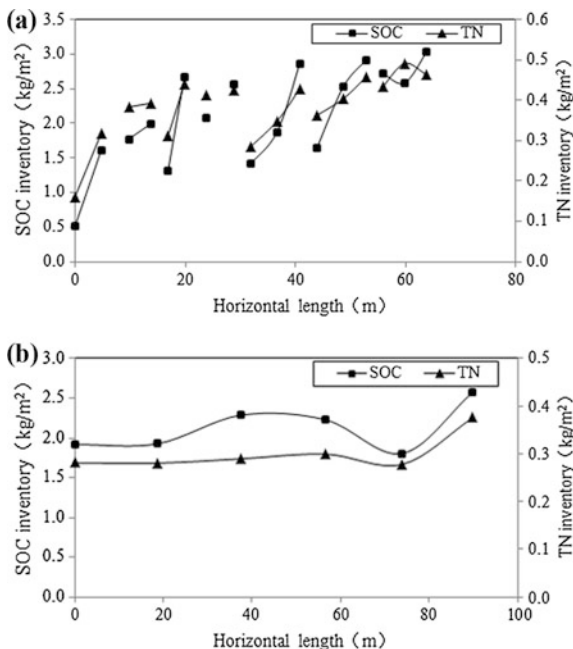 (a)
SOC TN
SOC inventory (kg/m²)
3.5
3.0
2.5
2.0
1.5
1.0
0.5
0.0
TN inventory (kg/m²)
0.6
0.5
0.4
0.3
0.2
0.1
0.0
0 20 40 60 80
Horizontal length (m)
(b)
SOC TN
SOC inventory (kg/m²)
3.0
2.5
2.0
1.5
1.0
0.5
0.0
TN inventory (kg/m²)
0.5
0.4
0.3
0.2
0.1
0.0
0 20 40 60 80 100
Horizontal length (m)